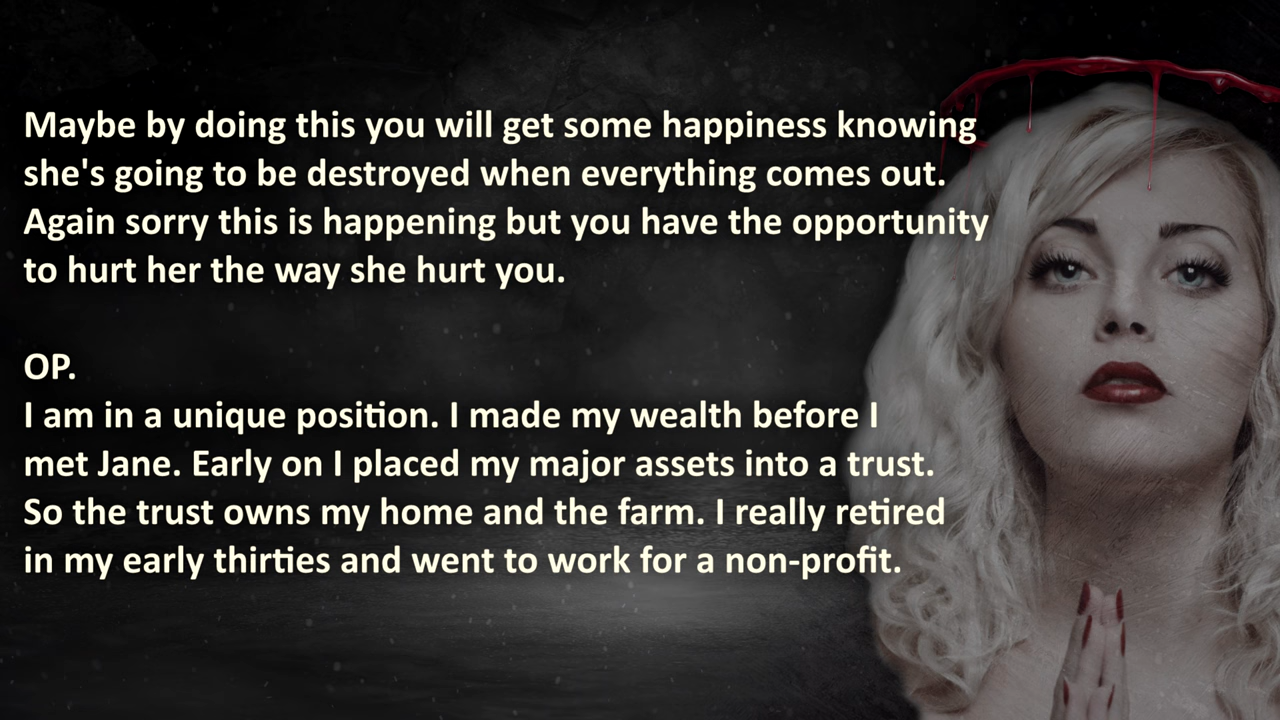 Maybe by doing this you will get some happiness knowing
she's going to be destroyed when everything comes out.
Again sorry this is happening but you have the opportunity
to hurt her the way she hurt you.
OP.
I am in a unique position. I made my wealth before I
met Jane. Early on I placed my major assets into a trust.
So the trust owns my home and the farm. I really retired
in my early thirties and went to work for a non-profit.